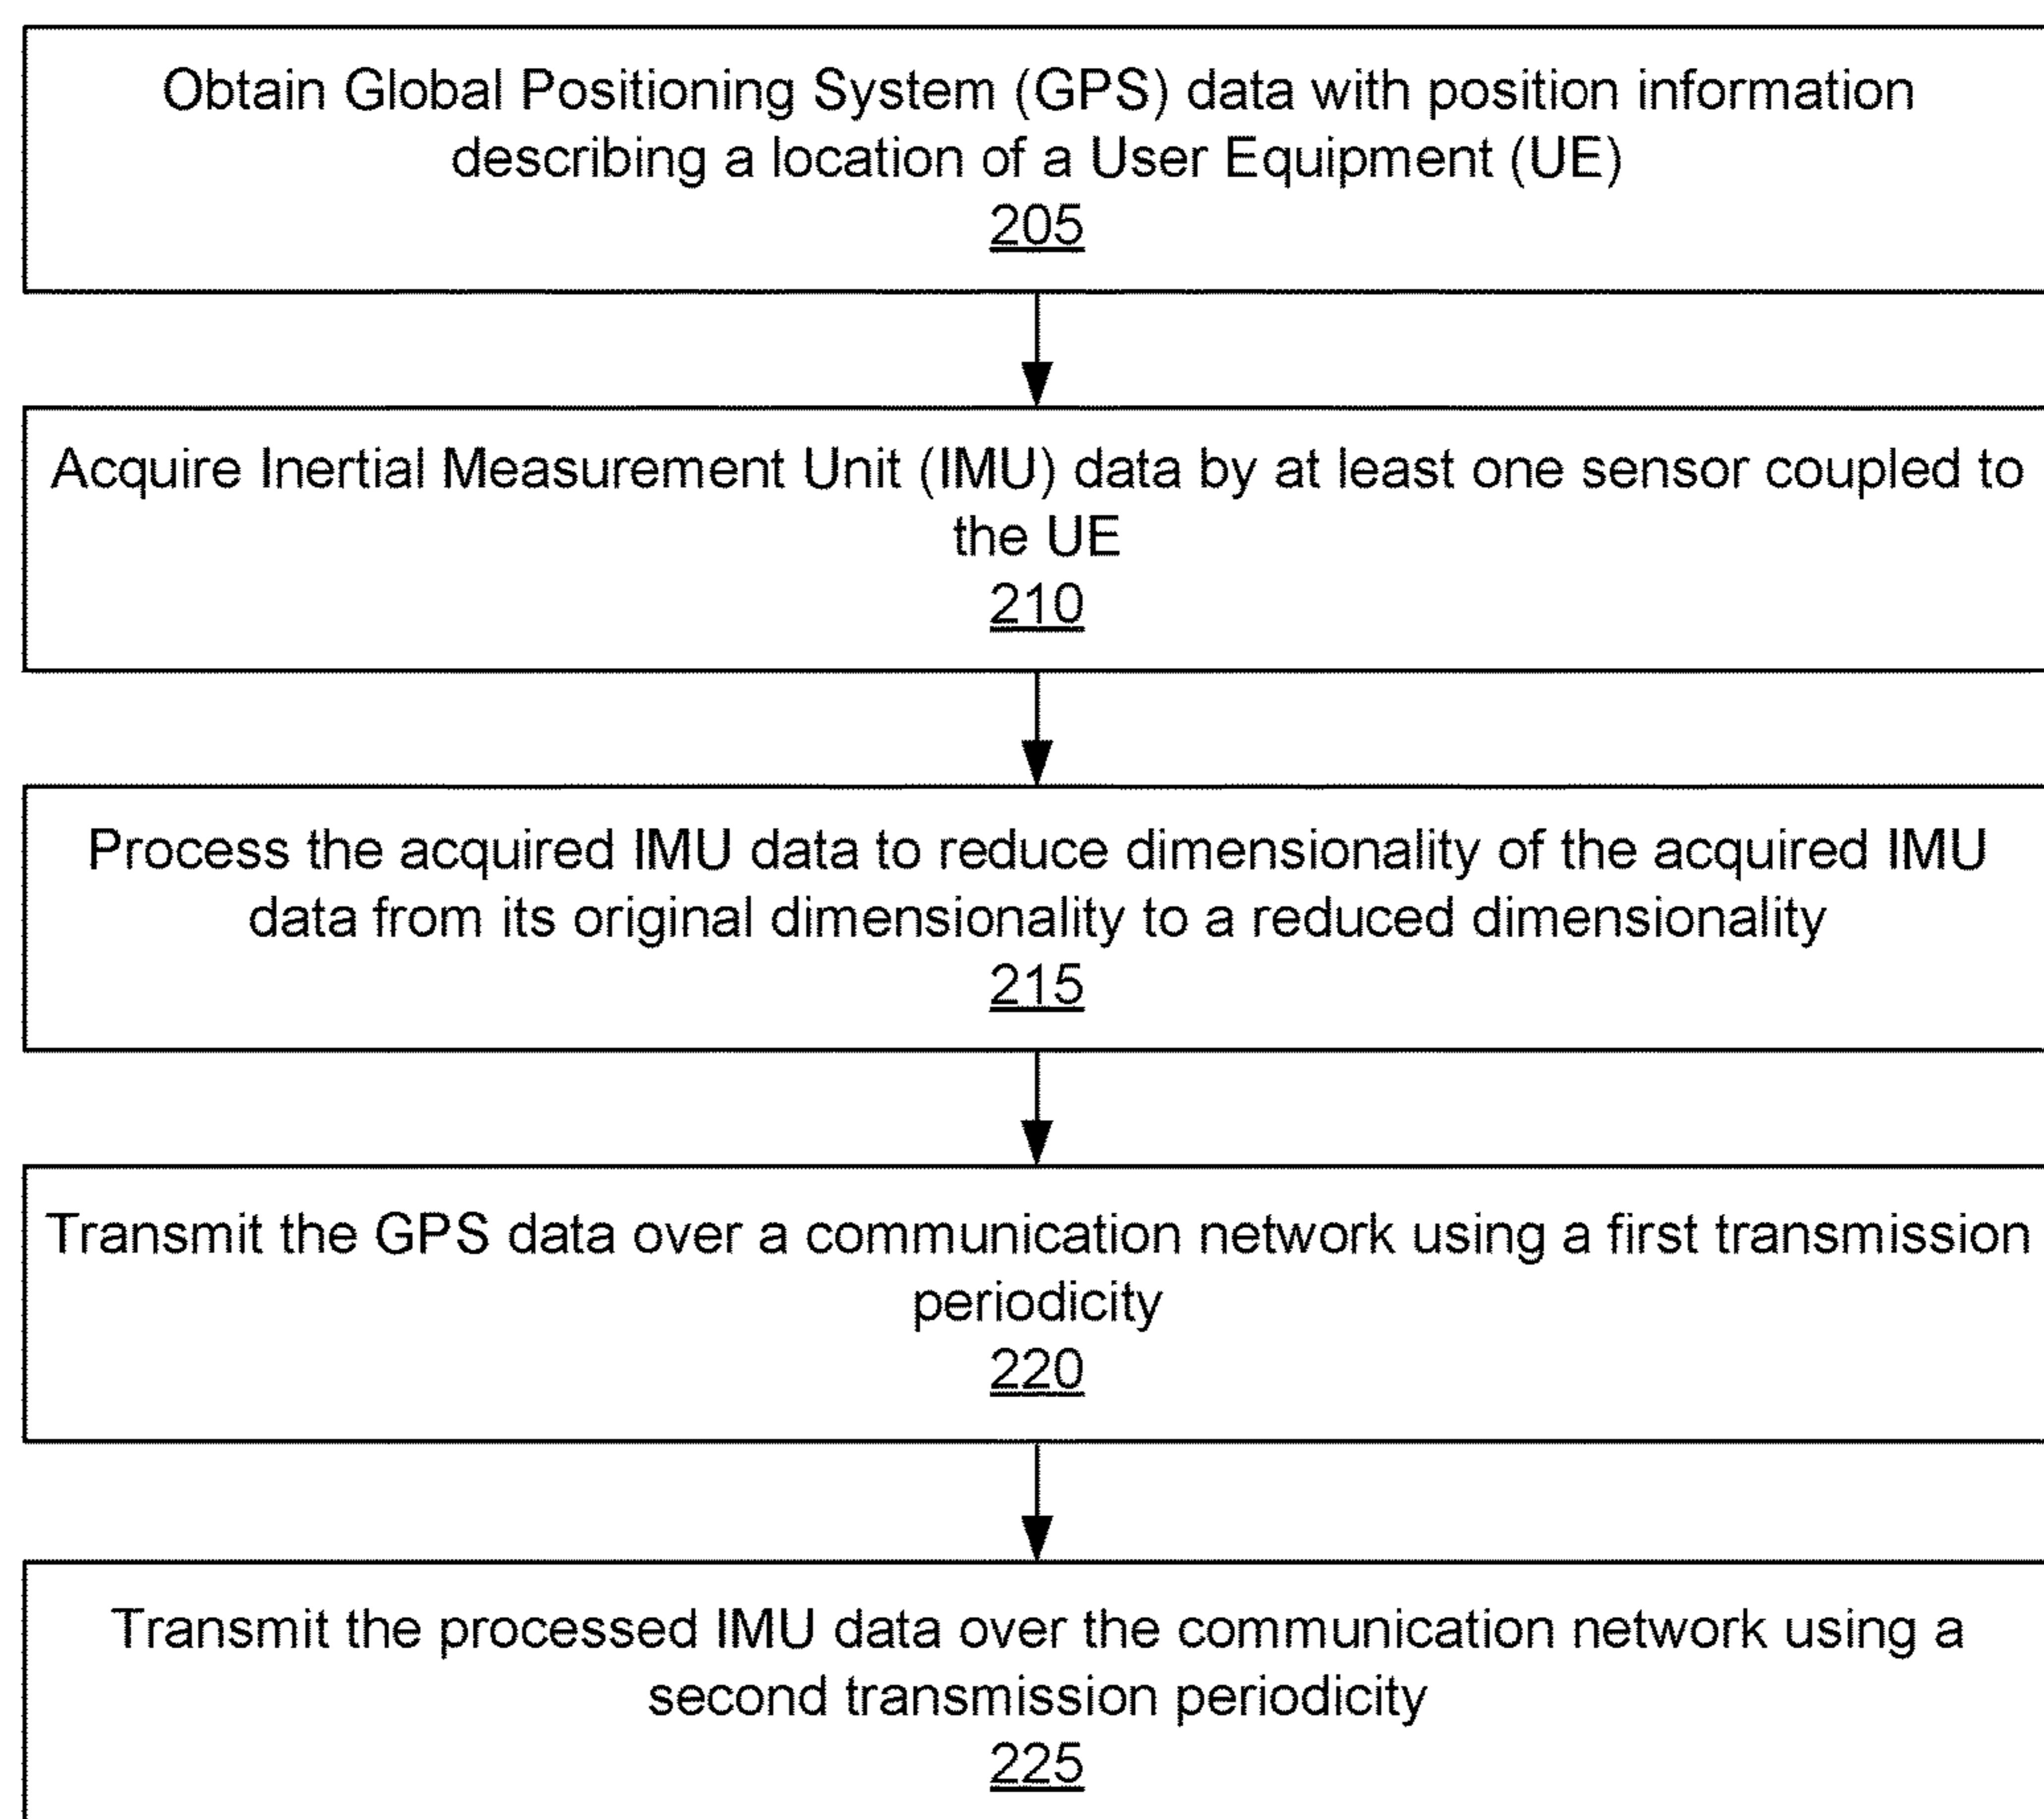 Obtain Global Positioning System (GPS) data with position information
describing a location of a User Equipment (UE)
205
Acquire Inertial Measurement Unit (IMU) data by at least one sensor coupled to
the UE
210
Process the acquired IMU data to reduce dimensionality of the acquired IMU
data from its original dimensionality to a reduced dimensionality
215
Transmit the GPS data over a communication network using a first transmission
periodicity
220
Transmit the processed IMU data over the communication network using a
second transmission periodicity
225